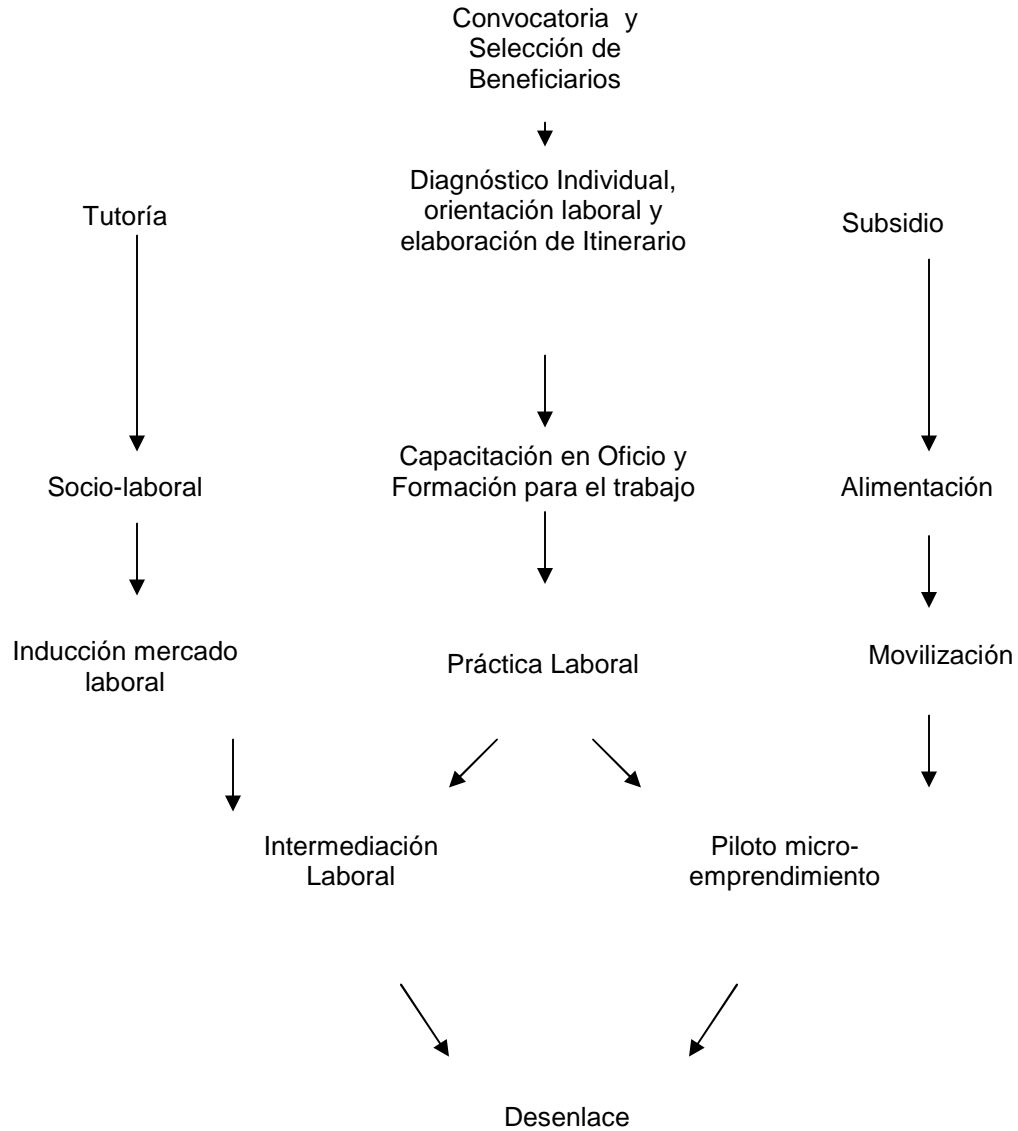 Convocatoria y
Selección de
Beneficiarios
Diagnóstico Individual,
orientación laboral y
elaboración de Itinerario
Tutoría
Subsidio
Capacitación en Oficio y
Formación para el trabajo
Socio-laboral
Alimentación
Inducción mercado
laboral
Práctica Laboral
Movilización
Intermediación
Laboral
Piloto micro-
emprendimiento
Desenlace